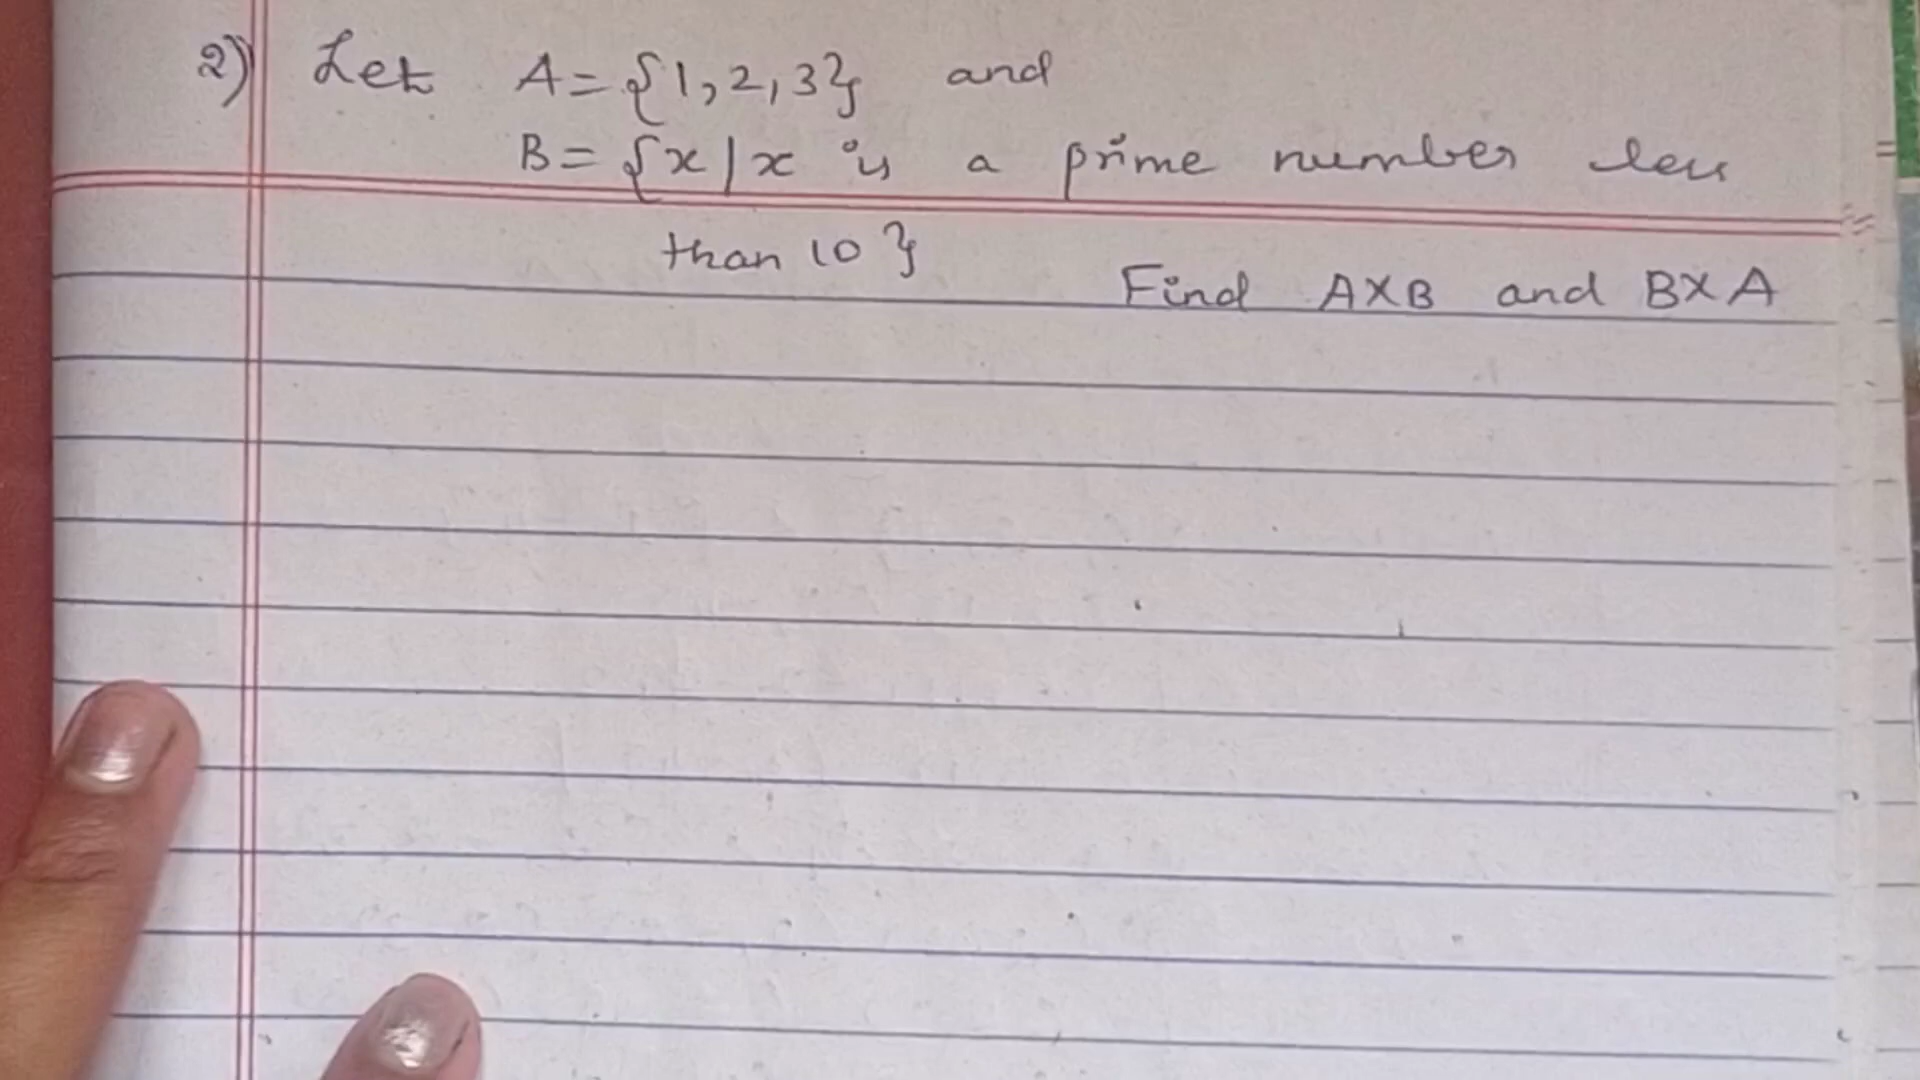 2) Let A = {1, 2, 3} and
B = {x | x is a prime number less
than 10 }
Find A X B and B X A